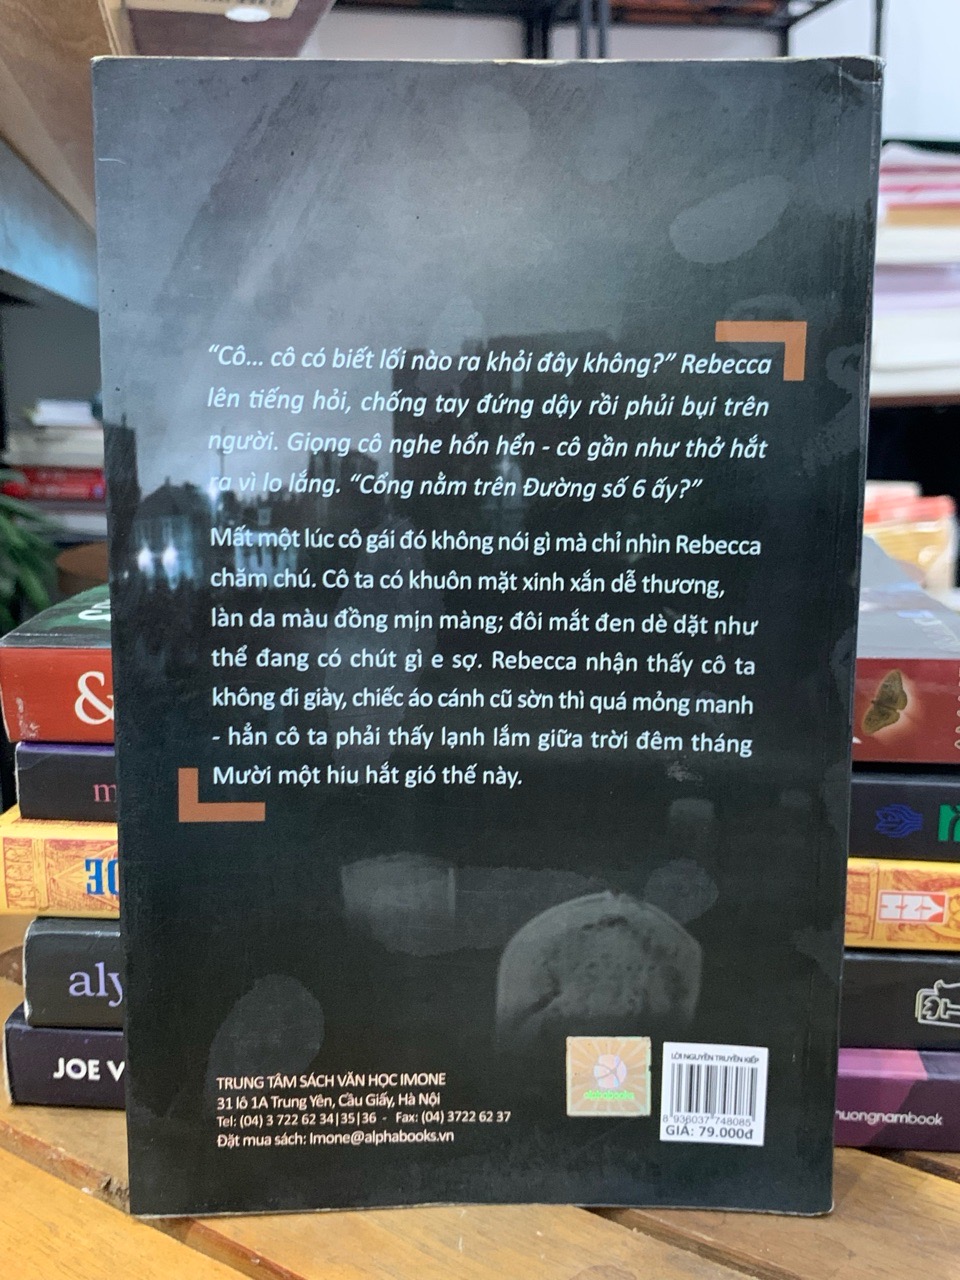 “Cô... cô có biết lối nào ra khỏi đây không?” Rebecca
lên tiếng hỏi, chống tay đứng dậy rồi phủi bụi trên
người. Giọng cô nghe hổn hển - cô gần như thở hắt
ra vì lo lắng. “Cổng nằm trên Đường số 6 ấy?”
Mất một lúc cô gái đó không nói gì mà chỉ nhìn Rebecca
chăm chú. Cô ta có khuôn mặt xinh xắn dễ thương,
làn da màu đồng mịn màng; đôi mắt đen dè dặt như
thể đang có chút gì e sợ. Rebecca nhận thấy cô ta
không đi giày, chiếc áo cánh cũ sờn thì quá mỏng manh
- hẳn cô ta phải thấy lạnh lắm giữa trời đêm tháng
Mười một hiu hắt gió thế này.
TRUNG TÂM SÁCH VĂN HỌC IMONE
31 lô 1A Trung Yên, Cầu Giấy, Hà Nội
Tel: (04) 3 722 62 34|35|36 - Fax: (04) 3722 62 37
Đặt mua sách: Imone@alphabooks.vn
LỜI NGUYỀN TRUYỀN KIẾP
8 936037 748085
GIÁ: 79.000đ
&
m
aly
JOE V
ANH
huongnambook